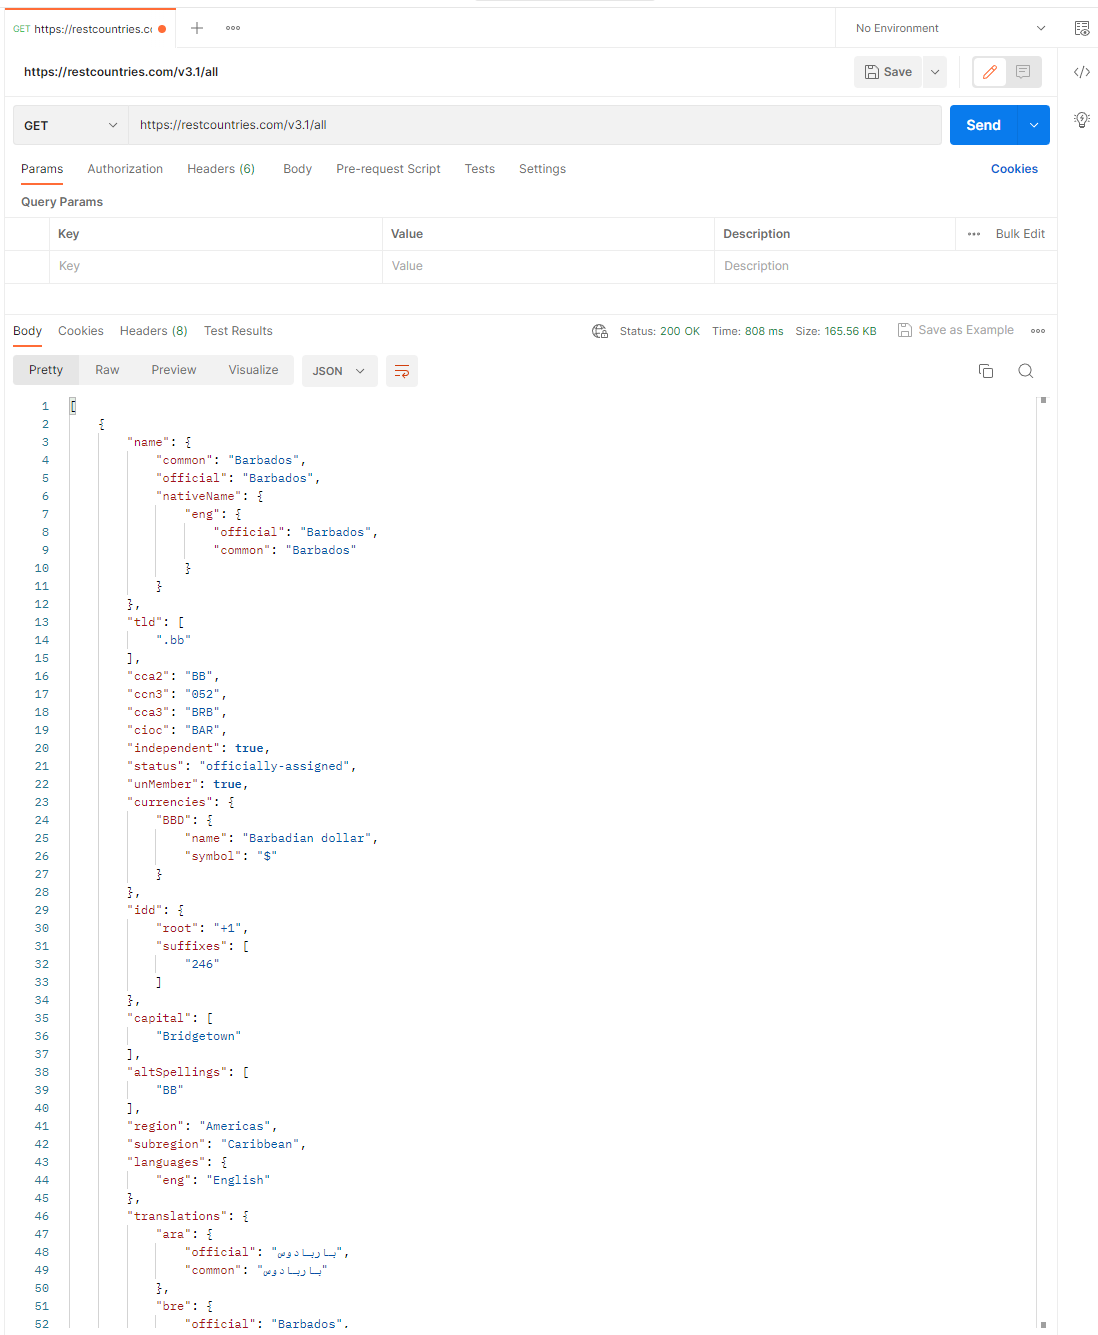 GET https://restcountries.co
No Environment
https://restcountries.com/v3.1/all
Save
GET https://restcountries.com/v3.1/all Send
Params Authorization Headers (6) Body Pre-request Script Tests Settings Cookies
Query Params
Key Value Description Bulk Edit
Key Value Description
Body Cookies Headers (8) Test Results Status: 200 OK Time: 808 ms Size: 165.56 KB Save as Example
Pretty Raw Preview Visualize JSON
1 [
2 {
3 "name": {
4 "common": "Barbados",
5 "official": "Barbados",
6 "nativeName": {
7 "eng": {
8 "official": "Barbados",
9 "common": "Barbados"
10 }
11 }
12 },
13 "tld": [
14 ".bb"
15 ],
16 "cca2": "BB",
17 "ccn3": "052",
18 "cca3": "BRB",
19 "cioc": "BAR",
20 "independent": true,
21 "status": "officially-assigned",
22 "unMember": true,
23 "currencies": {
24 "BBD": {
25 "name": "Barbadian dollar",
26 "symbol": "$"
27 }
28 },
29 "idd": {
30 "root": "+1",
31 "suffixes": [
32 "246"
33 ]
34 },
35 "capital": [
36 "Bridgetown"
37 ],
38 "altSpellings": [
39 "BB"
40 ],
41 "region": "Americas",
42 "subregion": "Caribbean",
43 "languages": {
44 "eng": "English"
45 },
46 "translations": {
47 "ara": {
48 "official": "باربادوس",
49 "common": "باربادوس"
50 },
51 "bre": {
52 "official": "Barbados",